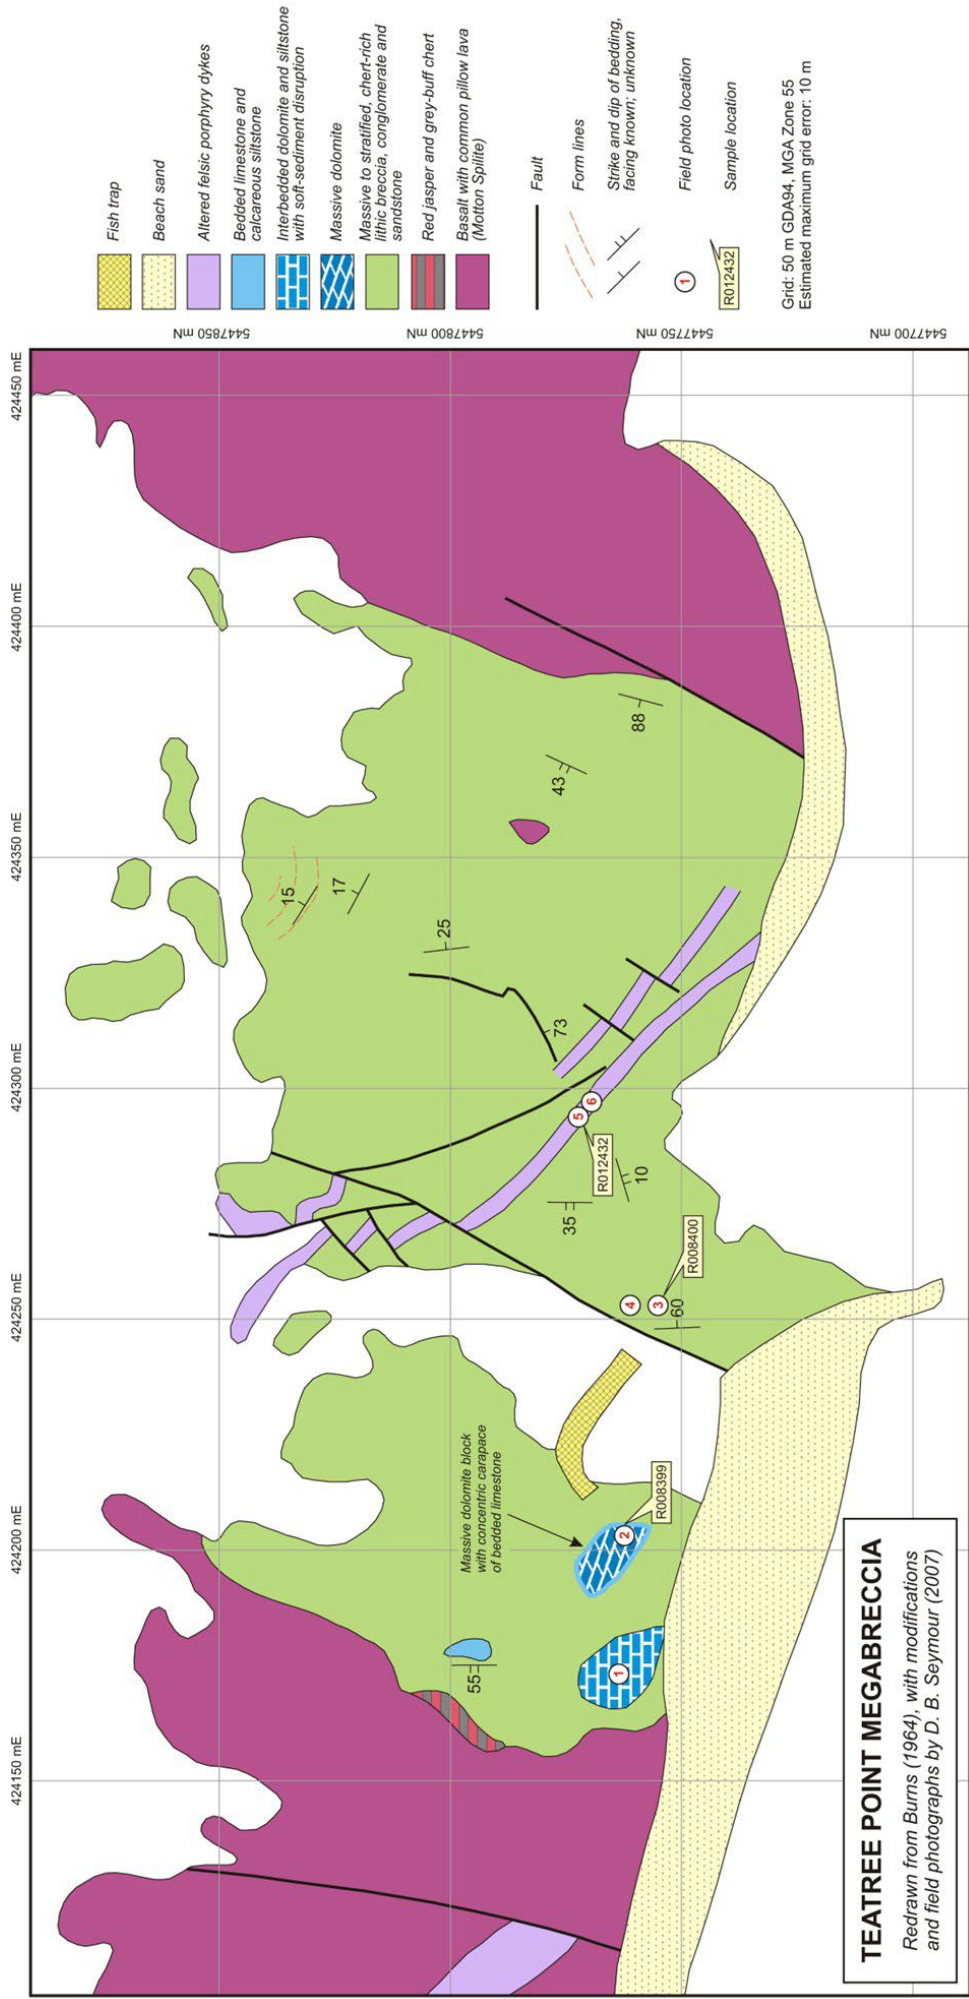 424150 mE
424200 mE
424250 mE
424300 mE
424350 mE
424400 mE
424450 mE
5447850 mN
5447800 mN
5447750 mN
5447700 mN
Massive dolomite block
with concentric carapace
of bedded limestone
55
1
2
R008399
3
R008400
4
60
35
10
5
6
R012432
73
25
17
15
43
88
Fish trap
Beach sand
Altered felsic porphyry dykes
Bedded limestone and
calcareous siltstone
Interbedded dolomite and siltstone
with soft-sediment disruption
Massive dolomite
Massive to stratified, chert-rich
lithic breccia, conglomerate and
sandstone
Red jasper and grey-buff chert
Basalt with common pillow lava
(Motton Spilite)
Fault
Form lines
Strike and dip of bedding,
facing known; unknown
1
Field photo location
R012432
Sample location
Grid: 50 m GDA94, MGA Zone 55
Estimated maximum grid error: 10 m
TEATREE POINT MEGABRECCIA
Redrawn from Burns (1964), with modifications
and field photographs by D. B. Seymour (2007)